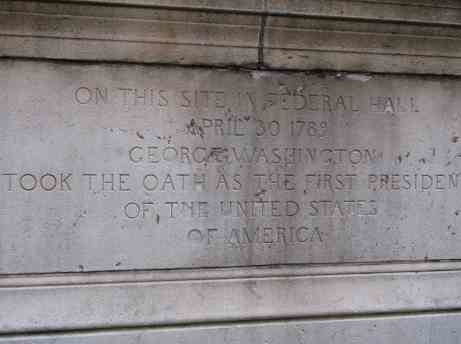 ON THIS SITE IN FEDERAL HALL
APRIL 30 1789
GEORGE WASHINGTON
TOOK THE OATH AS THE FIRST PRESIDEN
OF THE UNITED STATES
OF AMERICA